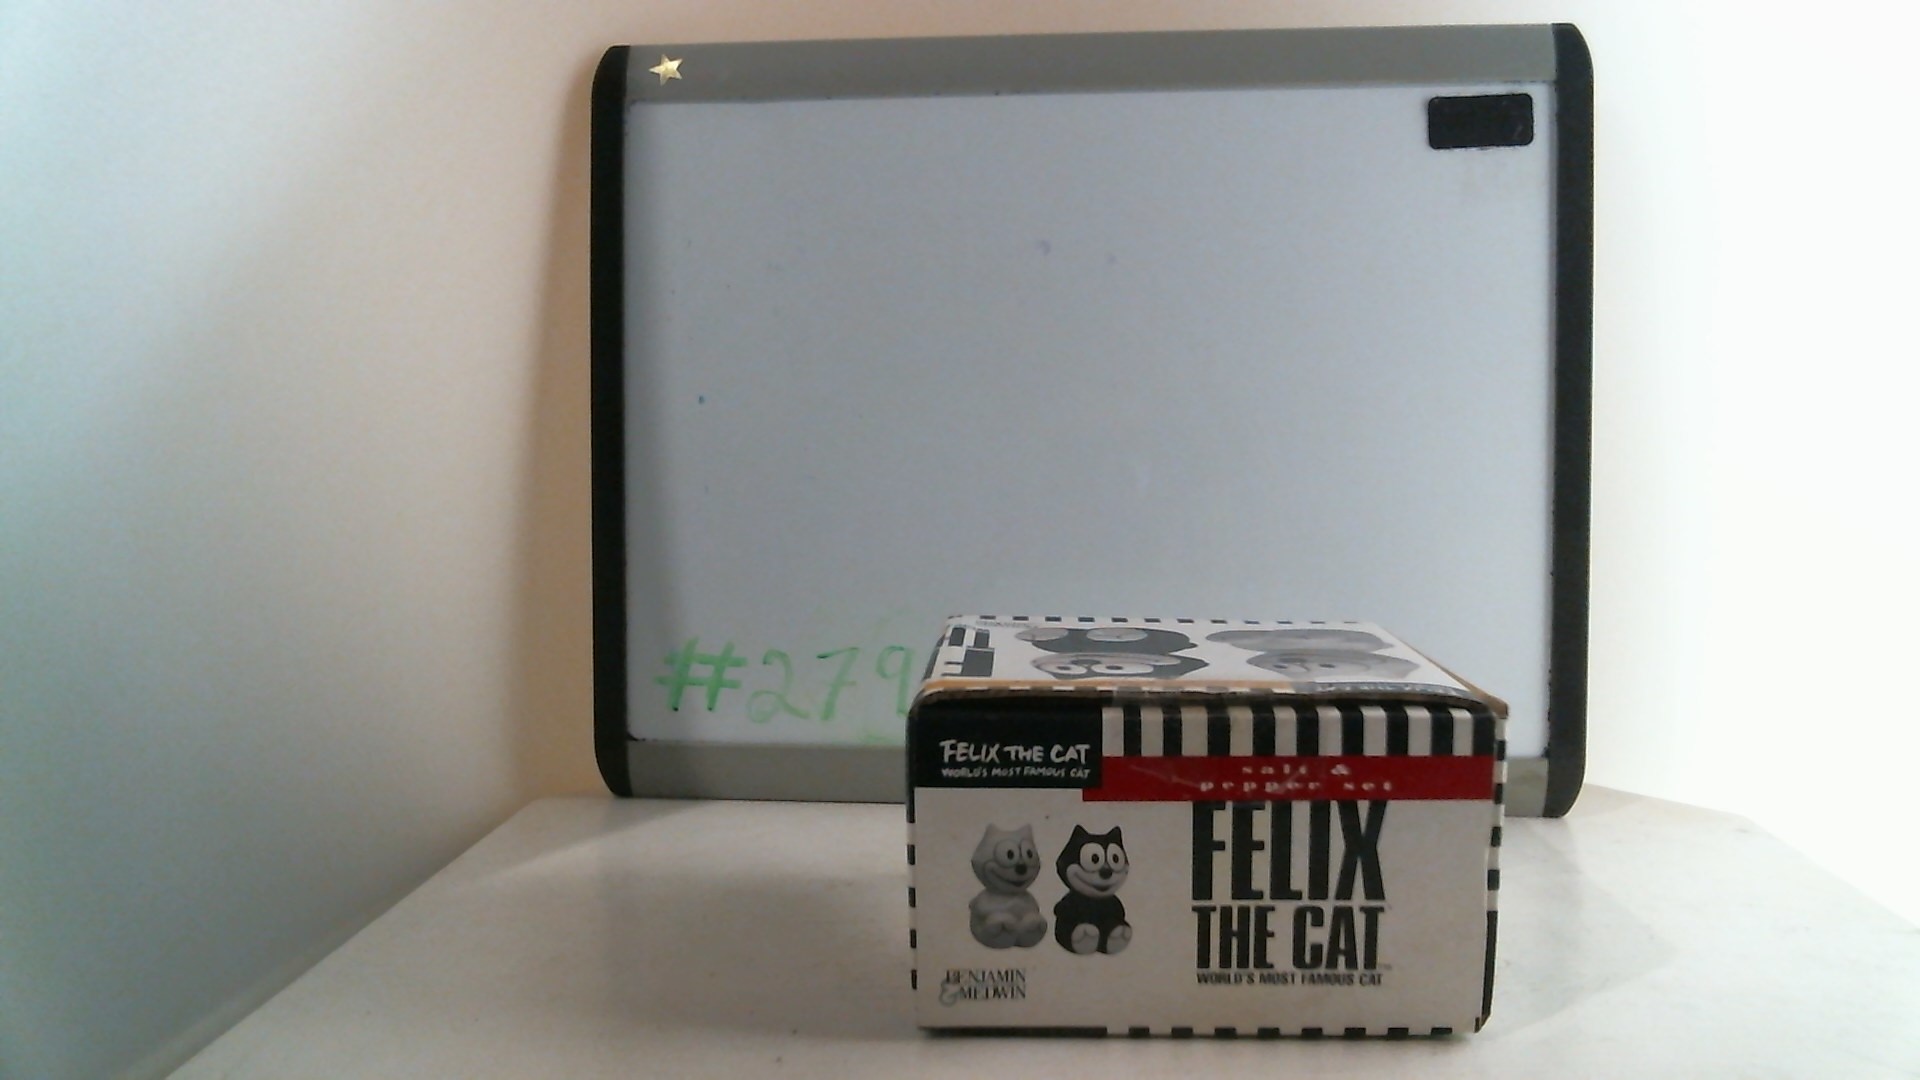 #279
FELIX THE CAT
WORLD'S MOST FAMOUS CAT
salt &
pepper set
FELIX
THE CAT
WORLD'S MOST FAMOUS CAT
BENJAMIN
& MEDWIN